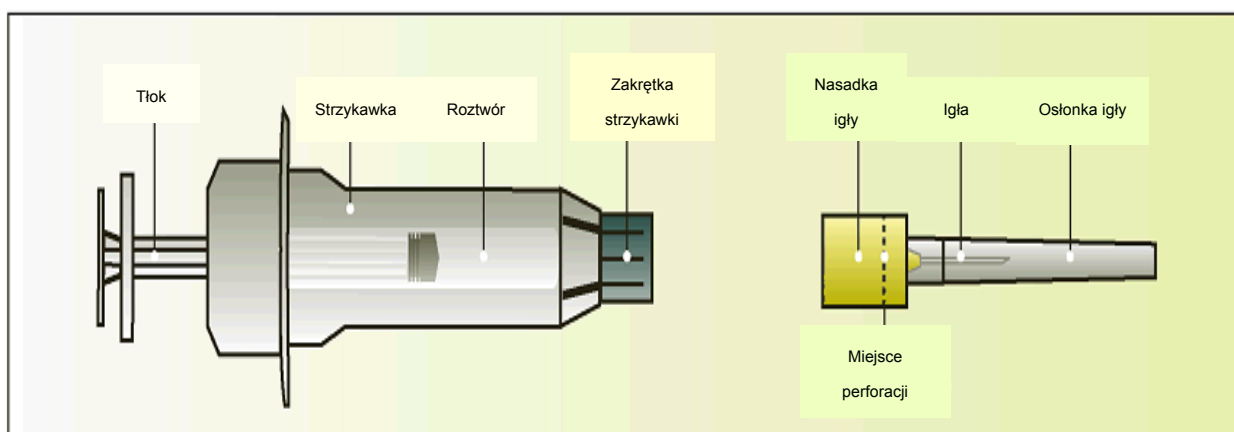 Tłok
Strzykawka
Roztwór
Zakrętka
strzykawki
Nasadka
igły
Igła
Osłonka igły
Miejsce
perforacji